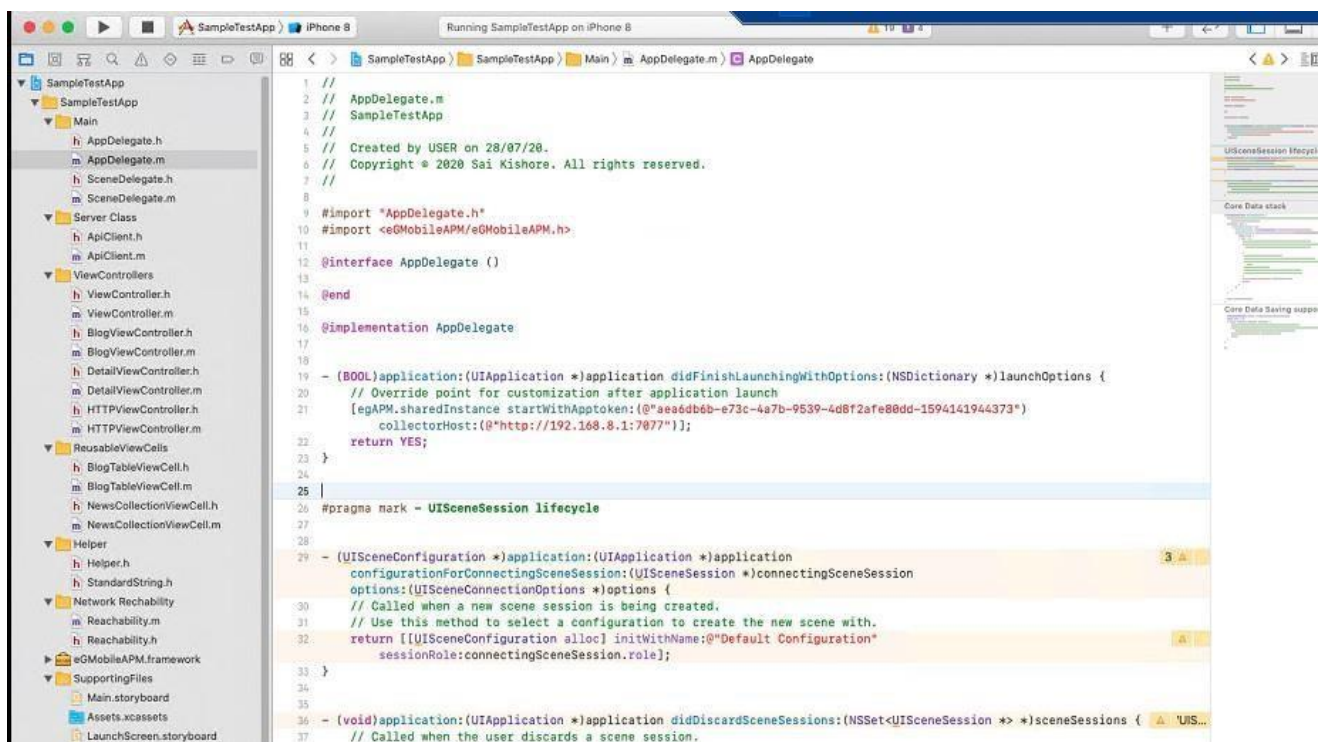 SampleTestApp
iPhone 8
Running SampleTestApp on iPhone 8
SampleTestApp
SampleTestApp
Main
AppDelegate.m
AppDelegate
SampleTestApp
SampleTestApp
Main
AppDelegate.h
AppDelegate.m
SceneDelegate.h
SceneDelegate.m
Server Class
ApiClient.h
ApiClient.m
ViewControllers
ViewController.h
ViewController.m
BlogViewController.h
BlogViewController.m
DetailViewController.h
DetailViewController.m
HTTPViewController.h
HTTPViewController.m
ReusableViewCells
BlogTableViewCell.h
BlogTableViewCell.m
NewsCollectionViewCell.h
NewsCollectionViewCell.m
Helper
Helper.h
StandardString.h
Network Rechability
Reachability.m
Reachability.h
eGMobileAPM.framework
SupportingFiles
Main.storyboard
Assets.xcassets
LaunchScreen.storyboard
1 //
2 // AppDelegate.m
3 // SampleTestApp
4 //
5 // Created by USER on 28/07/20.
6 // Copyright © 2020 Sai Kishore. All rights reserved.
7 //
8
9 #import "AppDelegate.h"
10 #import <eGMobileAPM/eGMobileAPM.h>
11
12 @interface AppDelegate ()
13
14 @end
15
16 @implementation AppDelegate
17
18
19 - (BOOL)application:(UIApplication *)application didFinishLaunchingWithOptions:(NSDictionary *)launchOptions {
20 // Override point for customization after application launch
21 [egAPM.sharedInstance startWithApptoken:(@"aea6db6b-e73c-4a7b-9539-4d8f2afe80dd-1594141944373")
collectorHost:(@"http://192.168.8.1:7077")];
22 return YES;
23 }
24
25
26 #pragma mark - UISceneSession lifecycle
27
28
29 - (UISceneConfiguration *)application:(UIApplication *)application
configurationForConnectingSceneSession:(UISceneSession *)connectingSceneSession
options:(UISceneConnectionOptions *)options {
3
30 // Called when a new scene session is being created.
31 // Use this method to select a configuration to create the new scene with.
32 return [[UISceneConfiguration alloc] initWithName:@"Default Configuration"
sessionRole:connectingSceneSession.role];
33 }
34
35
36 - (void)application:(UIApplication *)application didDiscardSceneSessions:(NSSet<UISceneSession *> *)sceneSessions {
'UIS...
37 // Called when the user discards a scene session.
UISceneSession lifecycl
Core Data stack
Core Data Saving suppo